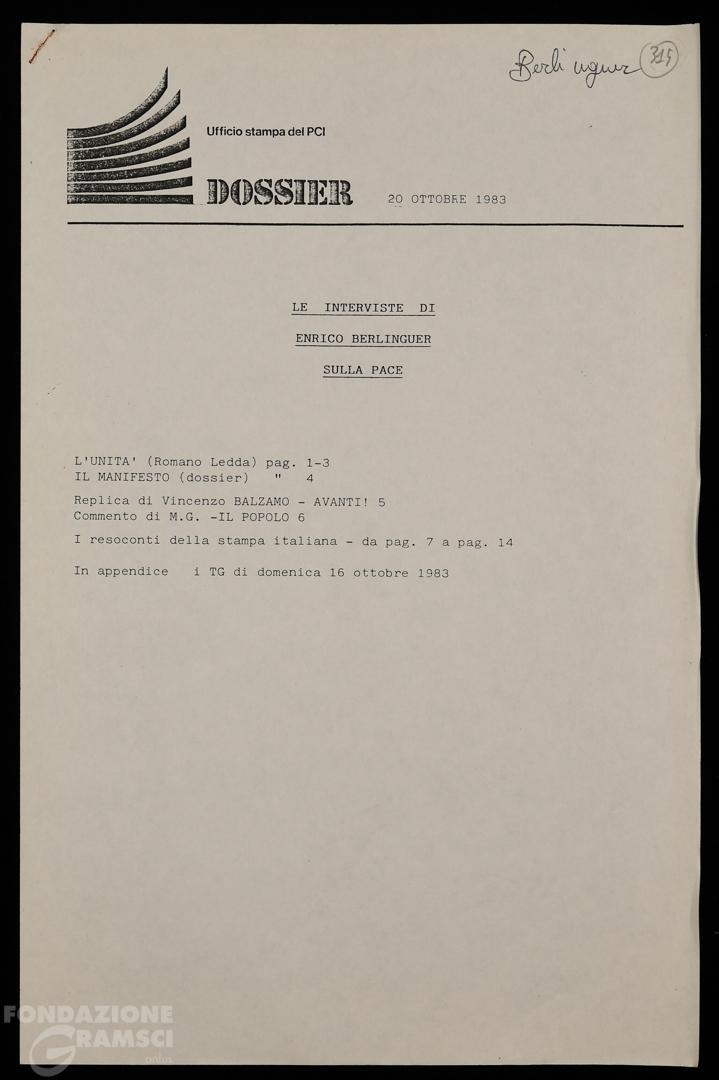 Berlinguer 315
Ufficio stampa del PCI
DOSSIER 20 OTTOBRE 1983
LE INTERVISTE DI
ENRICO BERLINGUER
SULLA PACE
L'UNITA' (Romano Ledda) pag. 1-3
IL MANIFESTO (dossier) " 4
Replica di Vincenzo BALZAMO - AVANTI! 5
Commento di M.G. -IL POPOLO 6
I resoconti della stampa italiana - da pag. 7 a pag. 14
In appendice i TG di domenica 16 ottobre 1983
FONDAZIONE
GRAMSCI
onlus